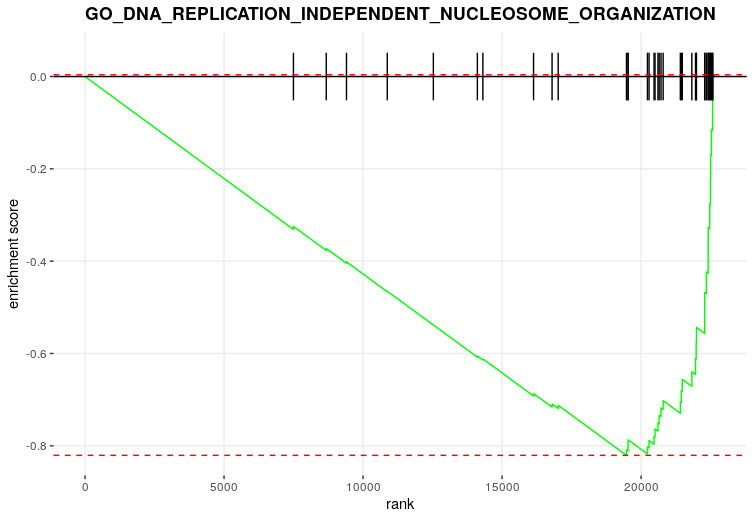 GO_DNA_REPLICATION_INDEPENDENT_NUCLEOSOME_ORGANIZATION
0.0
-0.2
-0.4
-0.6
-0.8
enrichment score
0 5000 10000 15000 20000
rank